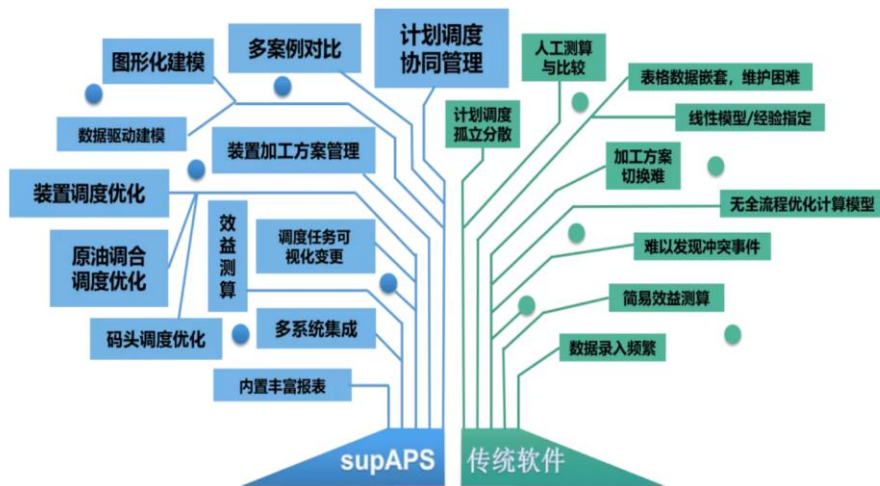 图形化建模
多案例对比
计划调度
协同管理
数据驱动建模
装置加工方案管理
装置调度优化
效
益
测
算
调度任务可
视化变更
原油调合
调度优化
码头调度优化
多系统集成
内置丰富报表
supAPS
人工测算
与比较
表格数据嵌套，维护困难
计划调度
孤立分散
线性模型/经验指定
加工方案
切换难
无全流程优化计算模型
难以发现冲突事件
简易效益测算
数据录入频繁
传统软件